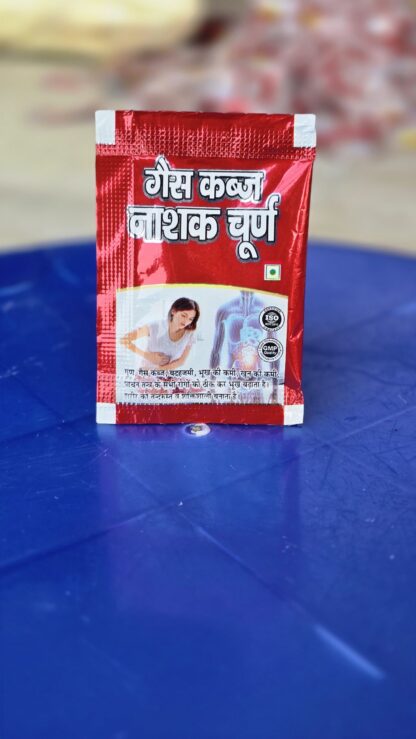 गैस कब्ज
नाशक चूर्ण
ISO
GMP
गुण गैस कब्ज, बदहजमी, भुख की कमी, खून की कमी
पाचन तन्त्र के सभी रोगों को ठीक कर भुख बढ़ाता है।
शरीर को तन्दरुस्त व शक्तिशाली बनाता है।